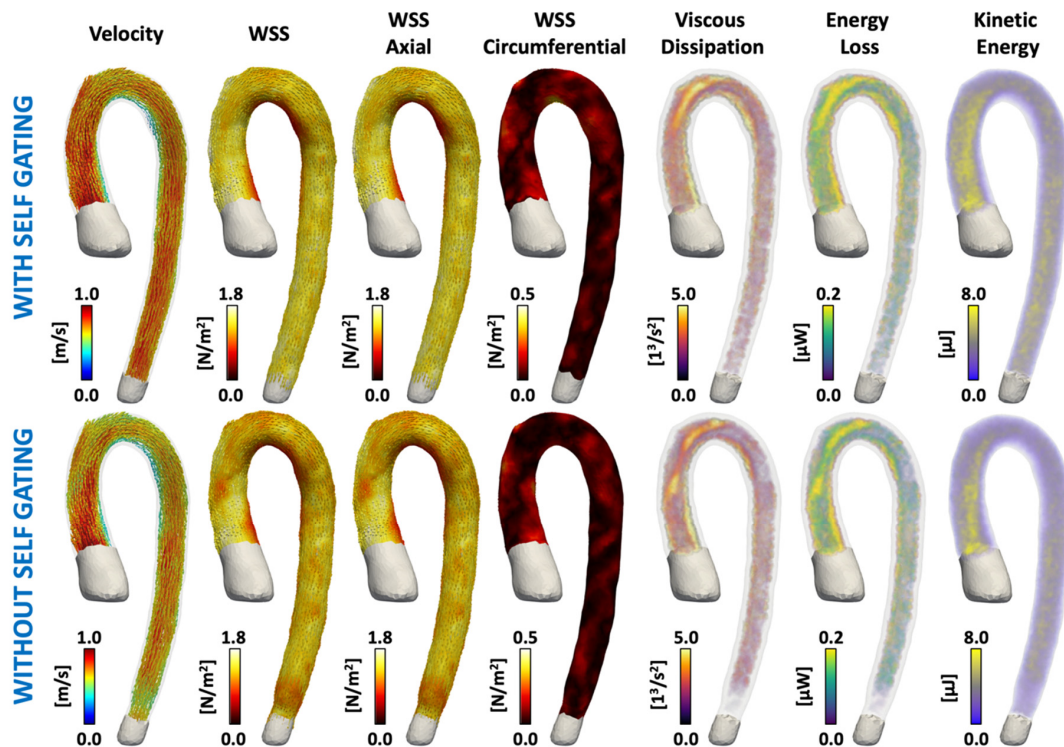 Velocity
WSS
WSS
Axial
WSS
Circumferential
Viscous
Dissipation
Energy
Loss
Kinetic
Energy
WITH SELF GATING
1.0
[m/s]
0.0
1.8
[N/m²]
0.0
1.8
[N/m²]
0.0
0.5
[N/m²]
0.0
5.0
[1³/s²]
0.0
0.2
[µW]
0.0
8.0
[µJ]
0.0
WITHOUT SELF GATING
1.0
[m/s]
0.0
1.8
[N/m²]
0.0
1.8
[N/m²]
0.0
0.5
[N/m²]
0.0
5.0
[1³/s²]
0.0
0.2
[µW]
0.0
8.0
[µJ]
0.0